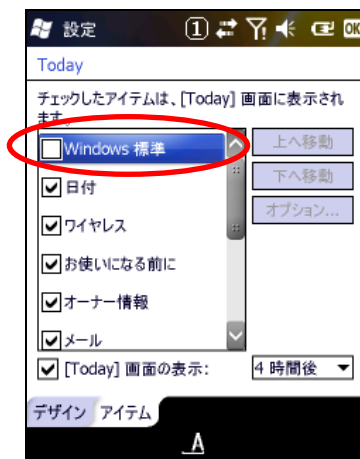 設定 1 OK
Today
チェックしたアイテムは、[Today] 画面に表示され
ます。
Windows 標準
上へ移動
日付
下へ移動
ワイヤレス
オプション...
お使いになる前に
オーナー情報
メール
[Today] 画面の表示:
4 時間後
デザイン アイテム
A